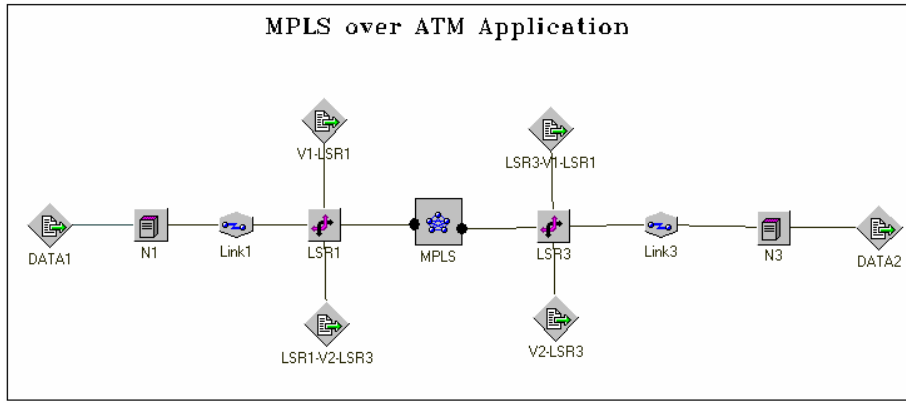 MPLS over ATM Application
V1-LSR1
LSR3-V1-LSR1
DATA1
N1
Link1
LSR1
MPLS
LSR3
Link3
N3
DATA2
LSR1-V2-LSR3
V2-LSR3